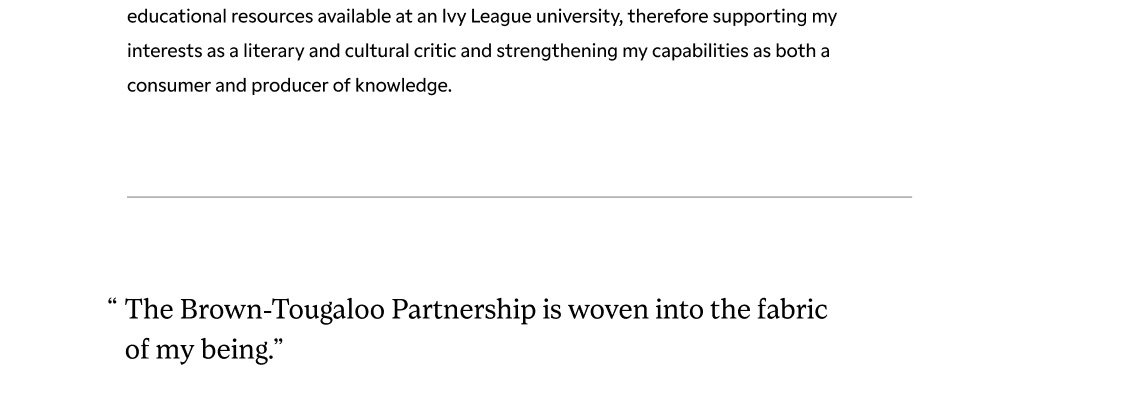 educational resources available at an Ivy League university, therefore supporting my
interests as a literary and cultural critic and strengthening my capabilities as both a
consumer and producer of knowledge.
“ The Brown-Tougaloo Partnership is woven into the fabric
of my being.”